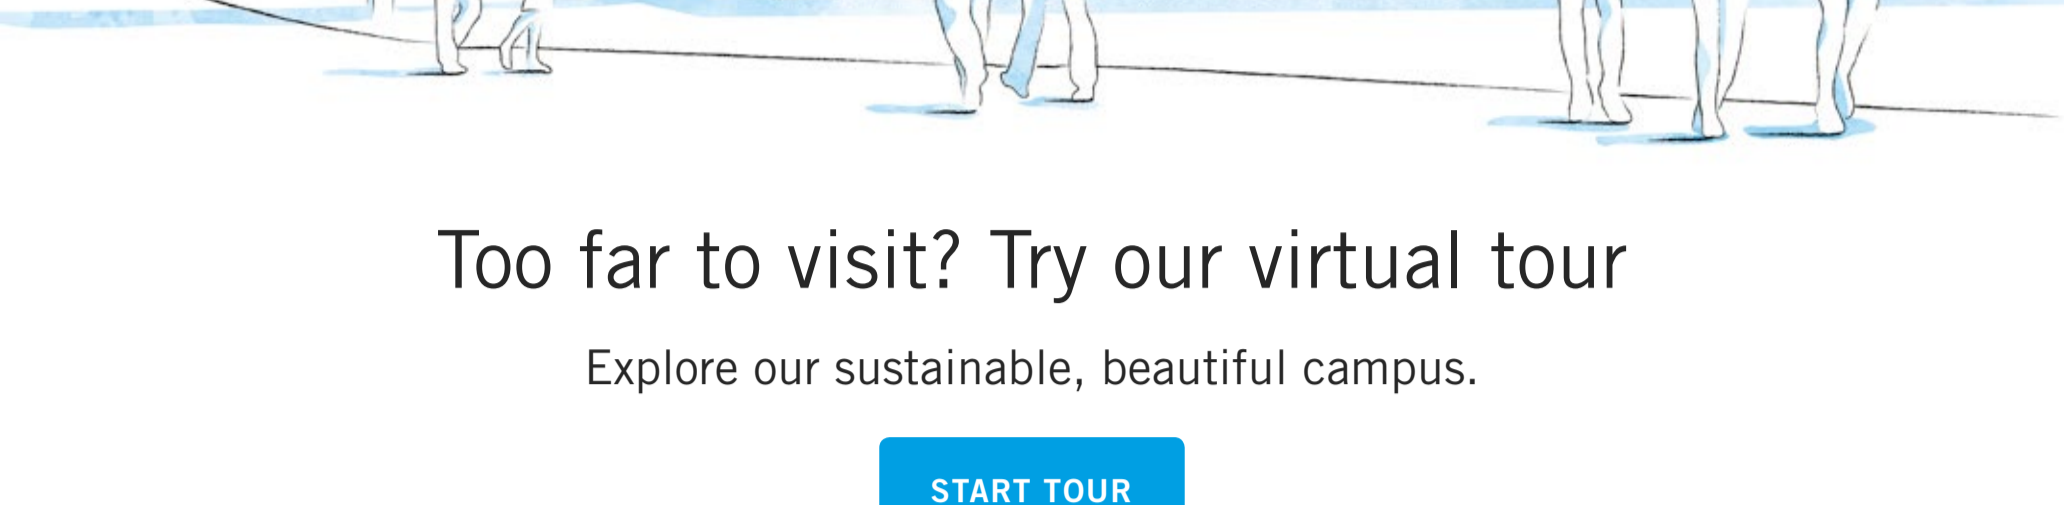 Too far to visit? Try our virtual tour
Explore our sustainable, beautiful campus.
START TOUR